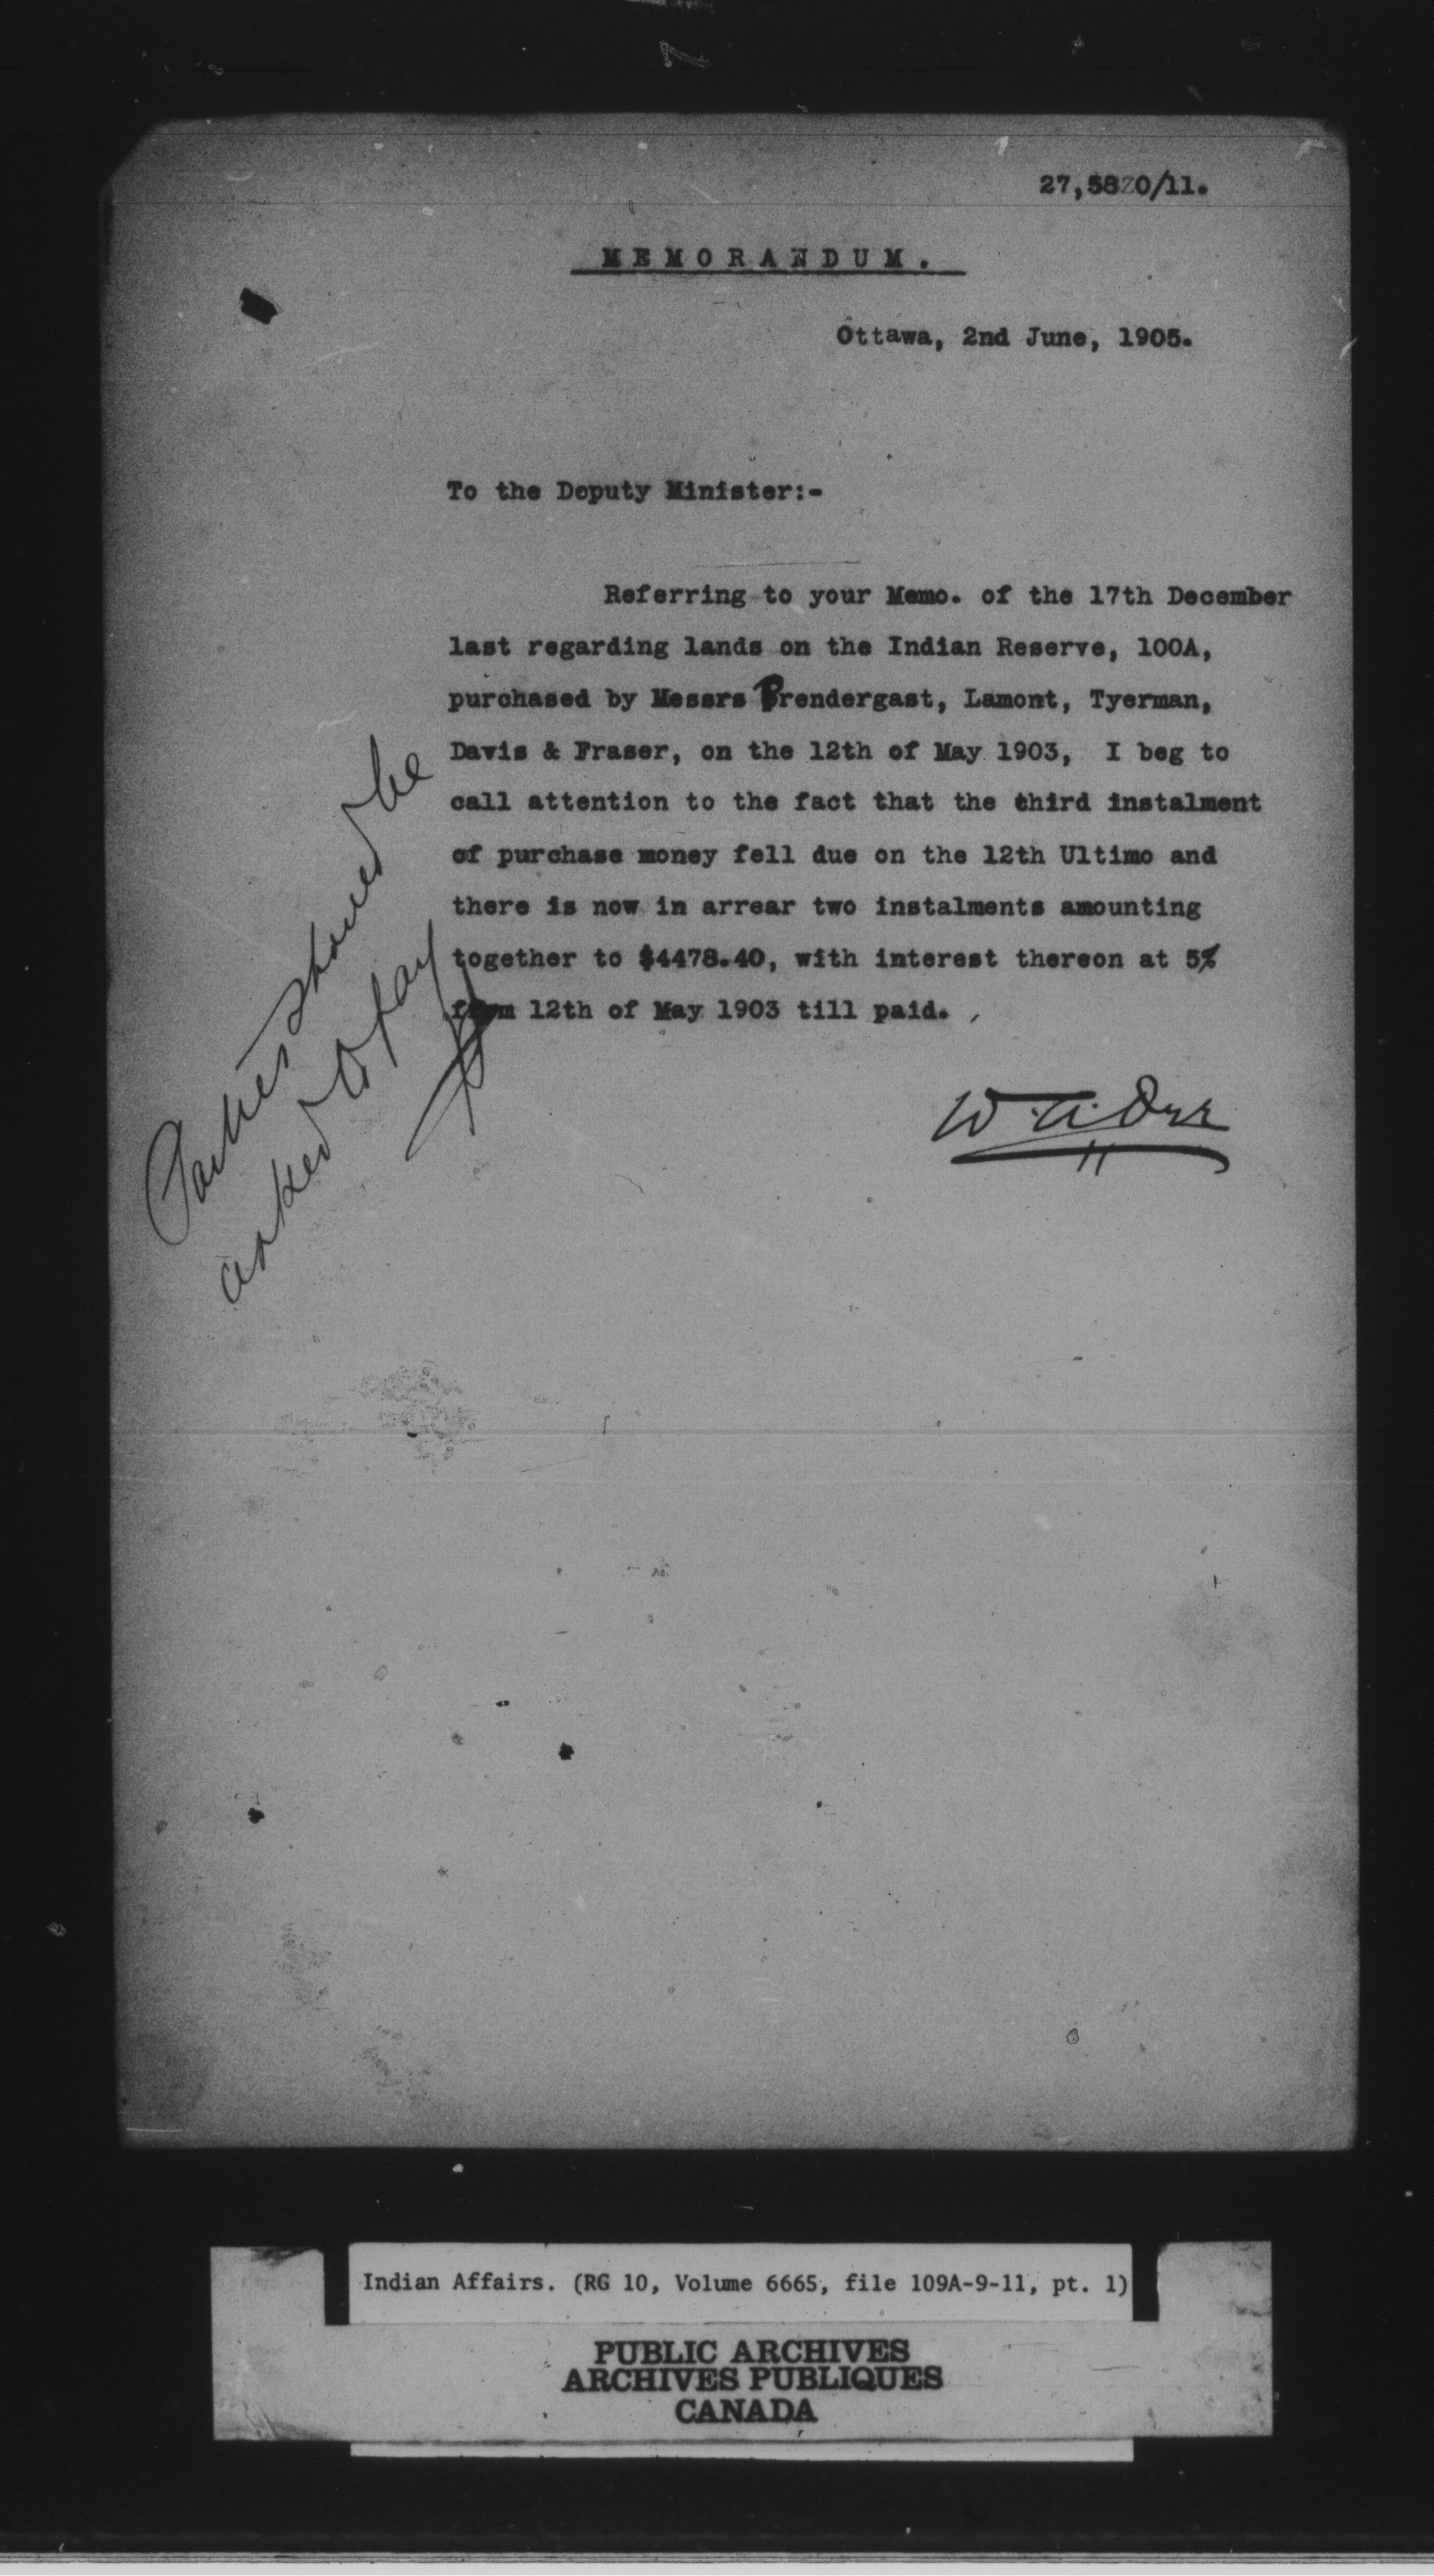 27,5820/11.
MEMORANDUM.
Ottawa, 2nd June, 1905.
To the Deputy Minister:-
Referring to your Memo. of the 17th December
last regarding lands on the Indian Reserve, 100A,
purchased by Messrs Prendergast, Lamont, Tyerman,
Davis & Fraser, on the 12th of May 1903, I beg to
call attention to the fact that the third instalment
of purchase money fell due on the 12th Ultimo and
there is now in arrear two instalments amounting
together to $4478.40, with interest thereon at 5%
from 12th of May 1903 till paid.
W.A. Orr
Parties should be
asked to pay
Indian Affairs. (RG 10, Volume 6665, file 109A-9-11, pt. 1)
PUBLIC ARCHIVES
ARCHIVES PUBLIQUES
CANADA